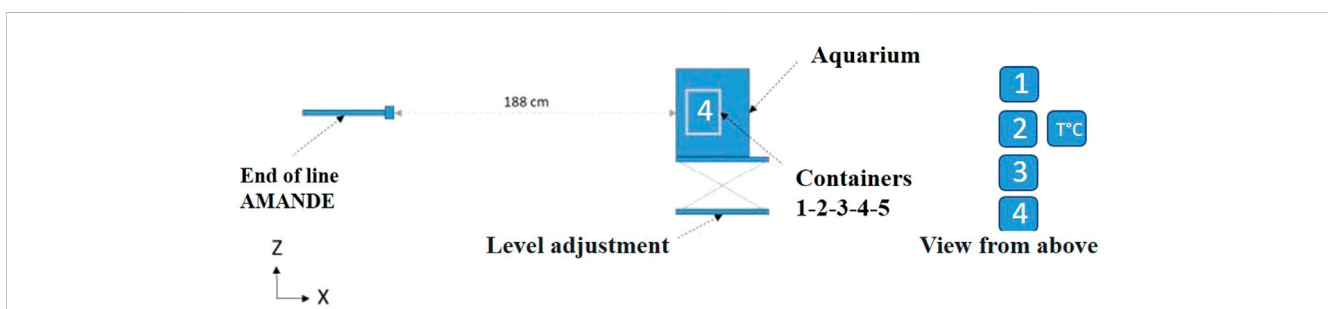 188 cm
End of line
AMANDE
4
Aquarium
Containers
1-2-3-4-5
Level adjustment
Z
X
1
2
T°C
3
4
View from above